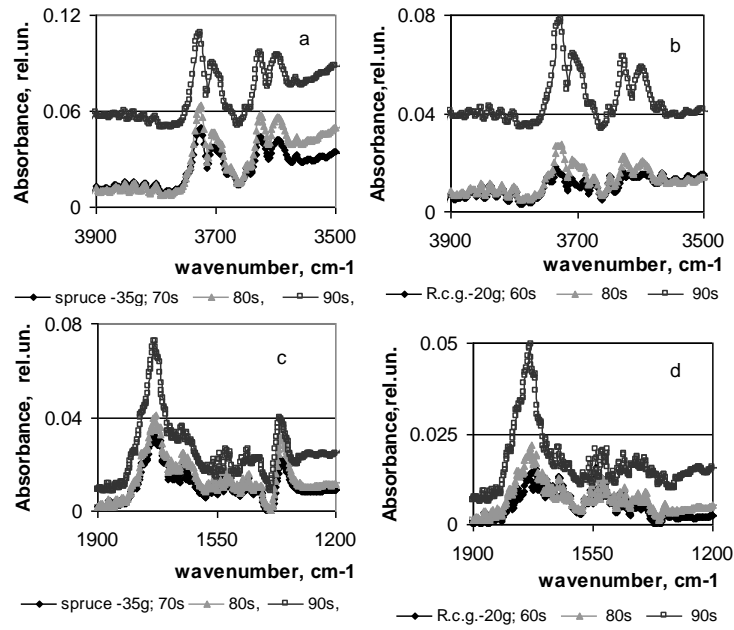 0.12
a
0.06
0
Absorbance, rel.un.
3900 3700 3500
wavenumber, cm-1
spruce -35g; 70s 80s, 90s,
0.08
b
0.04
0
Absorbance,rel.un.
3900 3700 3500
wavenumber, cm-1
R.c.g.-20g; 60s 80s 90s
0.08
c
0.04
0
Absorbance, rel.un.
1900 1550 1200
wavenumber, cm-1
spruce -35g; 70s 80s, 90s,
0.05
d
0.025
0
Absorbance,rel.un.
1900 1550 1200
wavenumber, cm-1
R.c.g.-20g; 60s 80s 90s